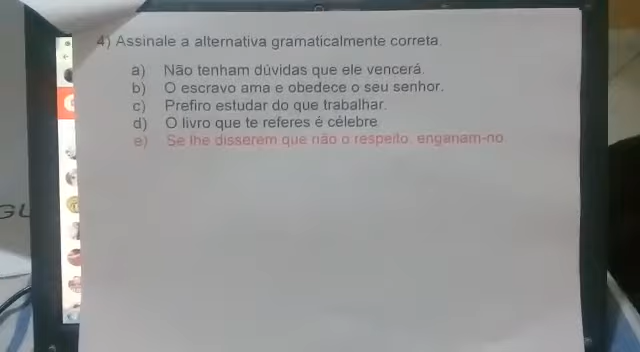 4) Assinale a alternativa gramaticalmente correta.
a) Não tenham dúvidas que ele vencerá.
b) O escravo ama e obedece o seu senhor.
c) Prefiro estudar do que trabalhar.
d) O livro que te referes é célebre.
e) Se lhe disserem que não o respeito, enganam-no.
GU